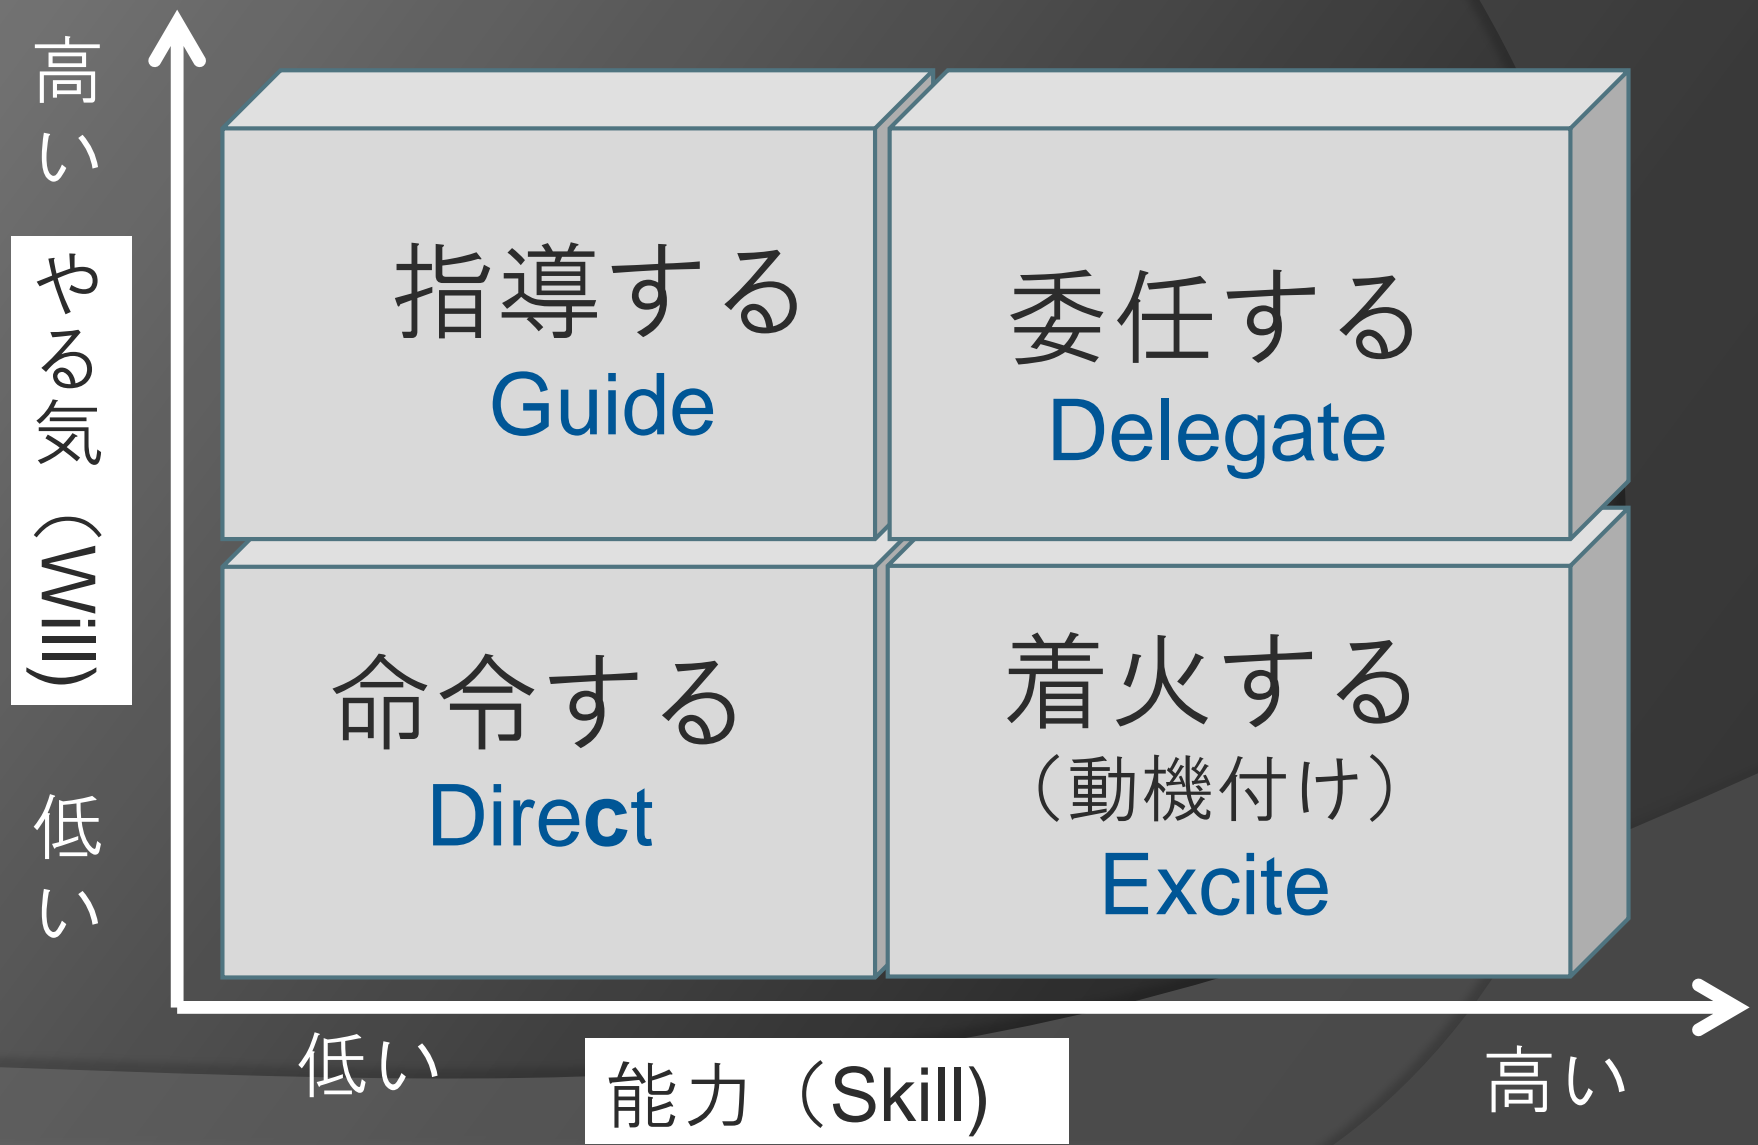 高い
やる気（Will)
低い
指導する
Guide
委任する
Delegate
命令する
Direct
着火する
（動機付け）
Excite
低い
能力（Skill)
高い